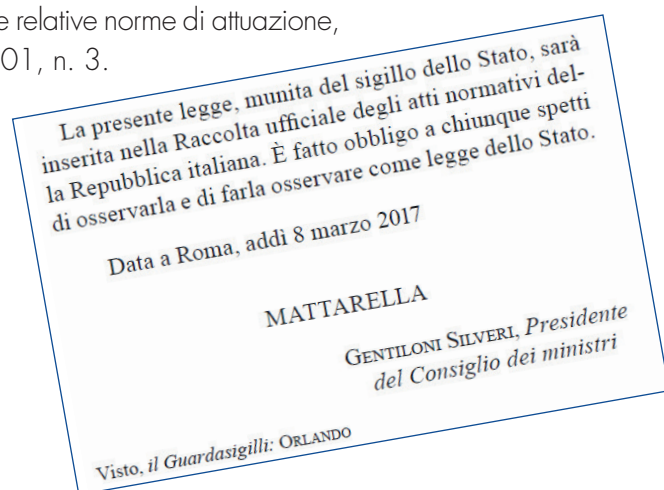 e relative norme di attuazione,
01, n. 3.
La presente legge, munita del sigillo dello Stato, sarà
inserita nella Raccolta ufficiale degli atti normativi del-
la Repubblica italiana. È fatto obbligo a chiunque spetti
di osservarla e di farla osservare come legge dello Stato.
Data a Roma, addì 8 marzo 2017
MATTARELLA
GENTILONI SILVERI, Presidente
del Consiglio dei ministri
Visto, il Guardasigilli: ORLANDO